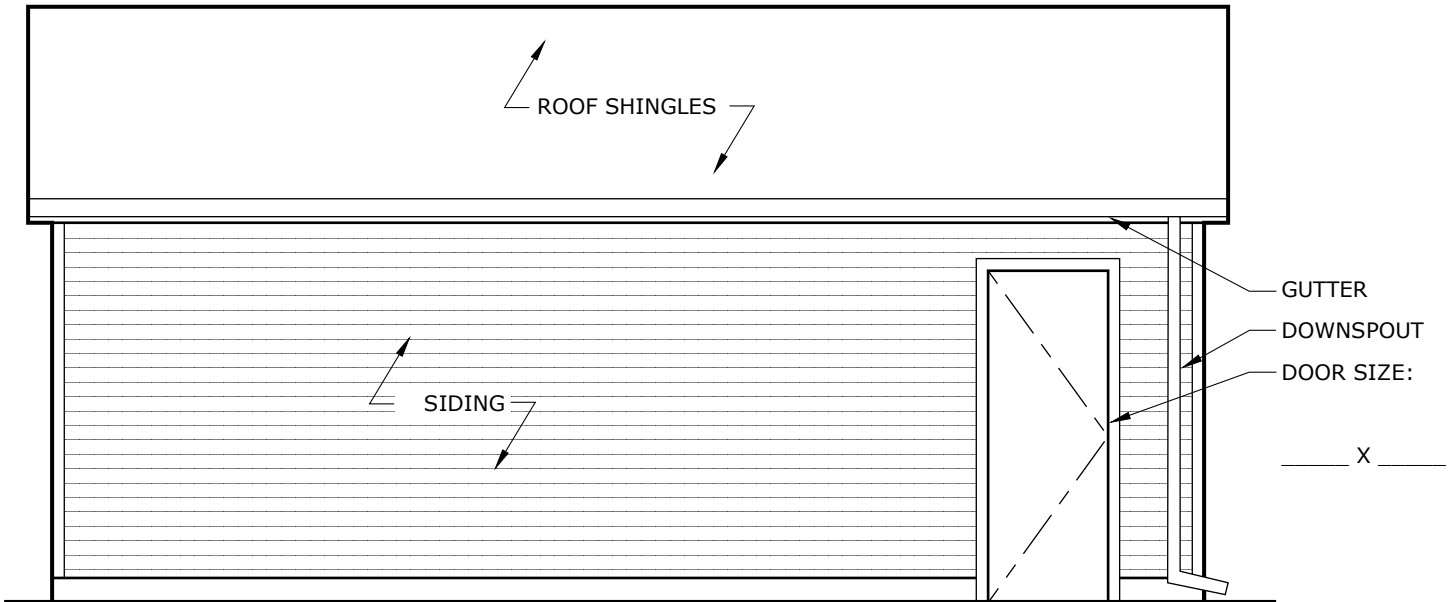 ROOF SHINGLES
GUTTER
DOWNSPOUT
SIDING
DOOR SIZE:
_____ X _____